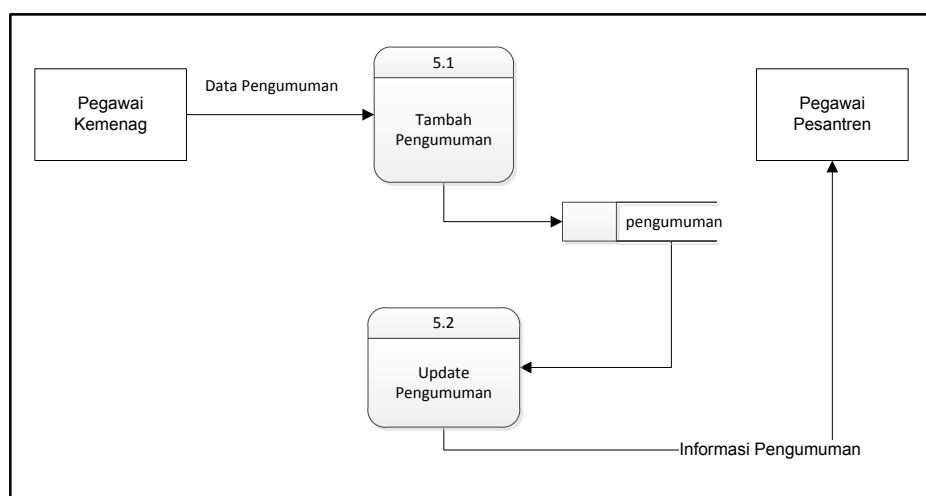 Pegawai
Kemenag
Data Pengumuman
5.1
Tambah
Pengumuman
Pegawai
Pesantren
pengumuman
5.2
Update
Pengumuman
Informasi Pengumuman